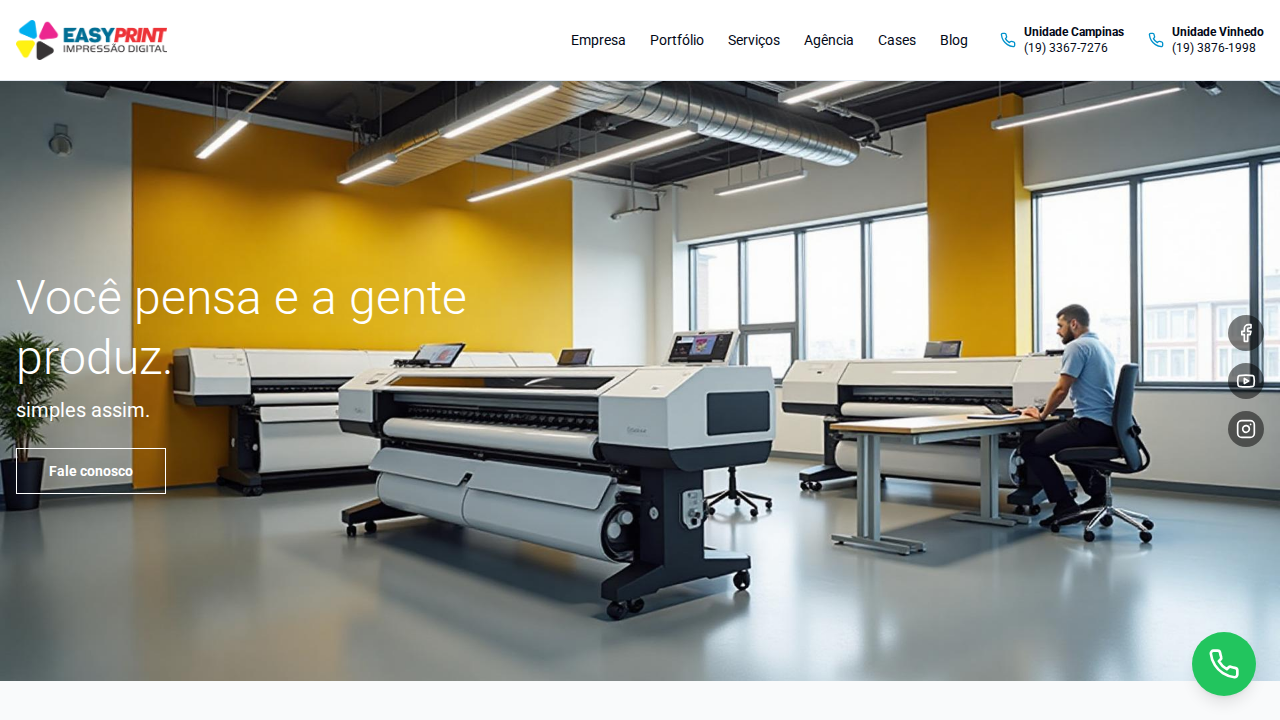 EASYPRINT
IMPRESSÃO DIGITAL
Empresa
Portfólio
Serviços
Agência
Cases
Blog
Unidade Campinas
(19) 3367-7276
Unidade Vinhedo
(19) 3876-1998
Você pensa e a gente
produz.
simples assim.
Fale conosco